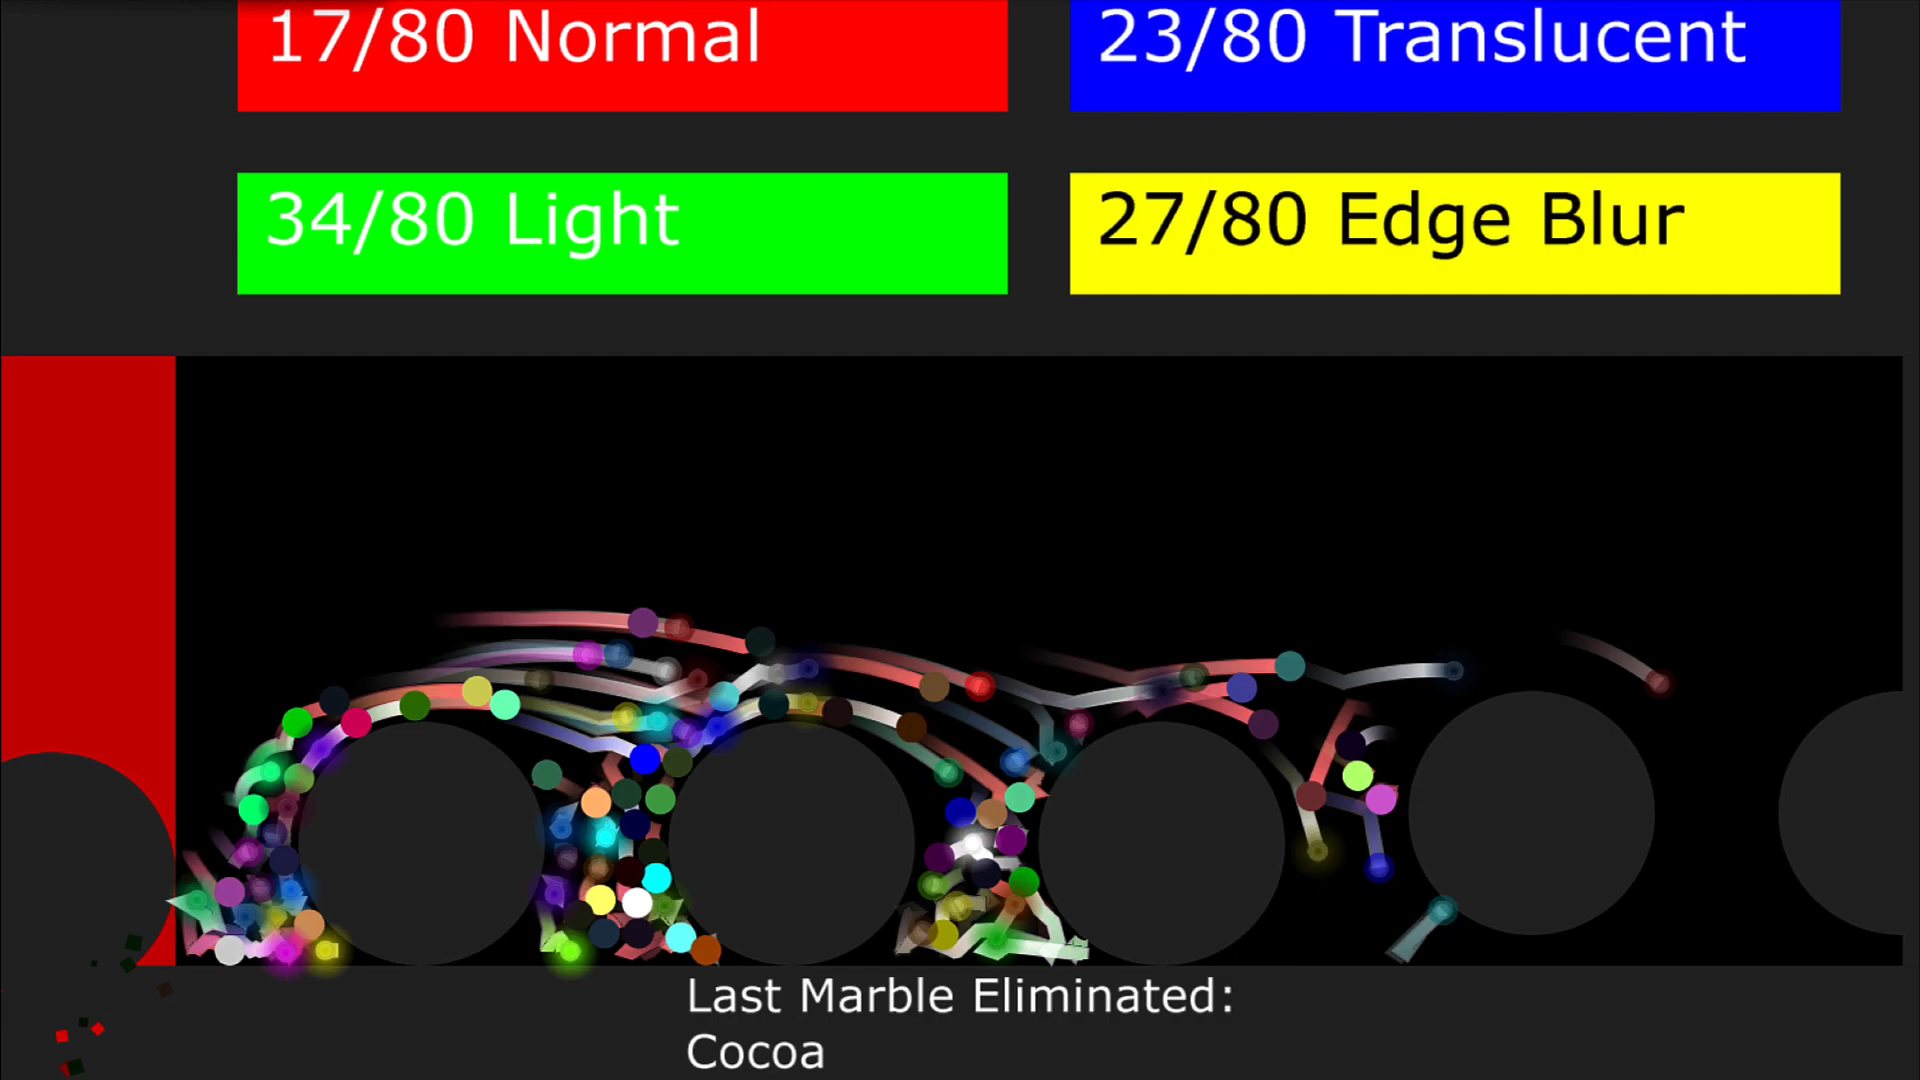 17/80 Normal
23/80 Translucent
34/80 Light
27/80 Edge Blur
Last Marble Eliminated:
Cocoa